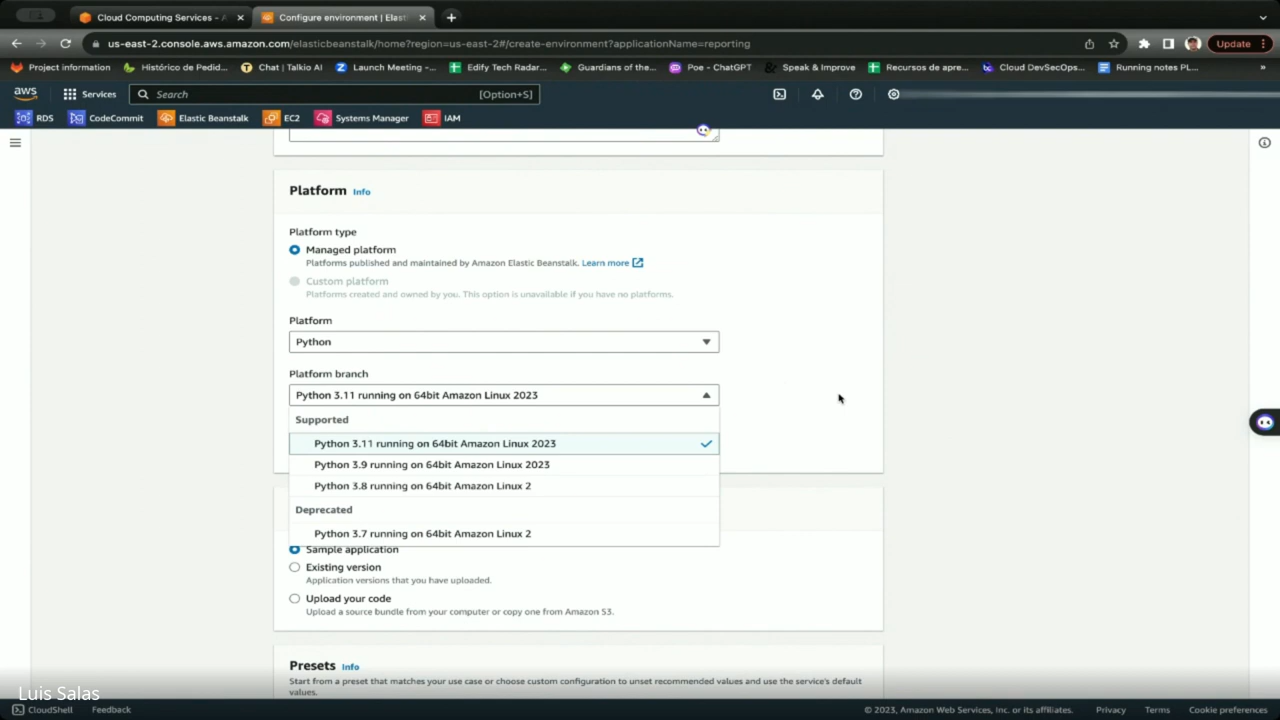 Cloud Computing Services - A
Configure environment | Elast
us-east-2.console.aws.amazon.com/elasticbeanstalk/home?region=us-east-2#/create-environment?applicationName=reporting
Update
Project information
Histórico de Pedid...
Chat | Talkio AI
Launch Meeting -...
Edify Tech Radar...
Guardians of the...
Poe - ChatGPT
Speak & Improve
Recursos de apre...
Cloud DevSecOps...
Running notes PL...
»
aws
Services
Search
[Option+S]
RDS
CodeCommit
Elastic Beanstalk
EC2
Systems Manager
IAM
Platform Info
Platform type
Managed platform
Platforms published and maintained by Amazon Elastic Beanstalk. Learn more
Custom platform
Platforms created and owned by you. This option is unavailable if you have no platforms.
Platform
Python
Platform branch
Python 3.11 running on 64bit Amazon Linux 2023
Supported
Python 3.11 running on 64bit Amazon Linux 2023
Python 3.9 running on 64bit Amazon Linux 2023
Python 3.8 running on 64bit Amazon Linux 2
Deprecated
Python 3.7 running on 64bit Amazon Linux 2
Sample application
Existing version
Application versions that you have uploaded.
Upload your code
Upload a source bundle from your computer or copy one from Amazon S3.
Presets Info
Start from a preset that matches your use case or choose custom configuration to unset recommended values and use the service's default
values.
Luis Salas
CloudShell
Feedback
© 2023, Amazon Web Services, Inc. or its affiliates.
Privacy
Terms
Cookie preferences